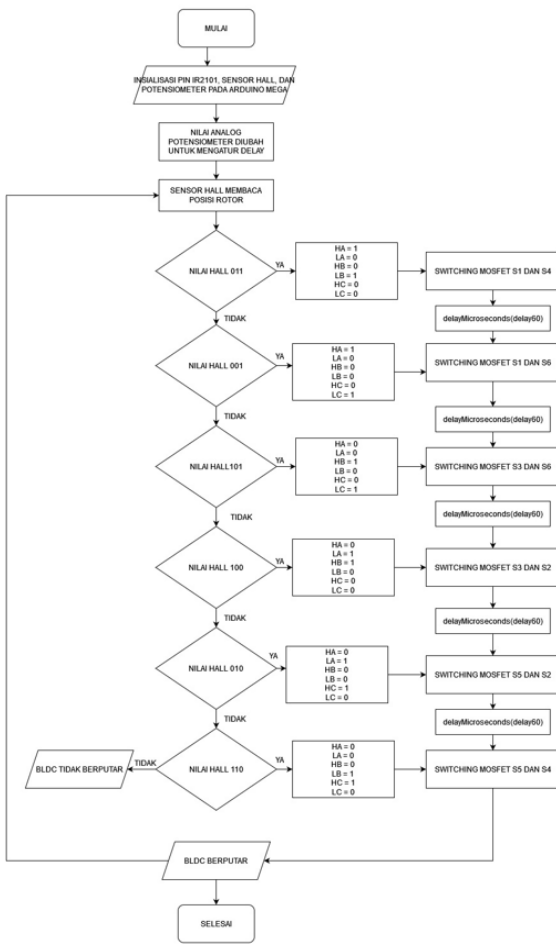 MULAI
INSIALISASI PIN IR2101, SENSOR HALL, DAN
POTENSIOMETER PADA ARDUINO MEGA
NILAI ANALOG
POTENSIOMETER DIUBAH
UNTUK MENGATUR DELAY
SENSOR HALL MEMBACA
POSISI ROTOR
NILAI HALL 011
YA
HA = 1
LA = 0
HB = 0
LB = 1
HC = 0
LC = 0
SWITCHING MOSFET S1 DAN S4
TIDAK
delayMicroseconds(delay60)
NILAI HALL 001
YA
HA = 1
LA = 0
HB = 0
LB = 0
HC = 0
LC = 1
SWITCHING MOSFET S1 DAN S6
TIDAK
delayMicroseconds(delay60)
NILAI HALL101
YA
HA = 0
LA = 0
HB = 1
LB = 0
HC = 0
LC = 1
SWITCHING MOSFET S3 DAN S6
TIDAK
delayMicroseconds(delay60)
NILAI HALL 100
YA
HA = 0
LA = 1
HB = 1
LB = 0
HC = 0
LC = 0
SWITCHING MOSFET S3 DAN S2
TIDAK
delayMicroseconds(delay60)
NILAI HALL 010
YA
HA = 0
LA = 1
HB = 0
LB = 0
HC = 1
LC = 0
SWITCHING MOSFET S5 DAN S2
TIDAK
delayMicroseconds(delay60)
BLDC TIDAK BERPUTAR
TIDAK
NILAI HALL 110
YA
HA = 0
LA = 0
HB = 0
LB = 1
HC = 1
LC = 0
SWITCHING MOSFET S5 DAN S4
BLDC BERPUTAR
SELESAI